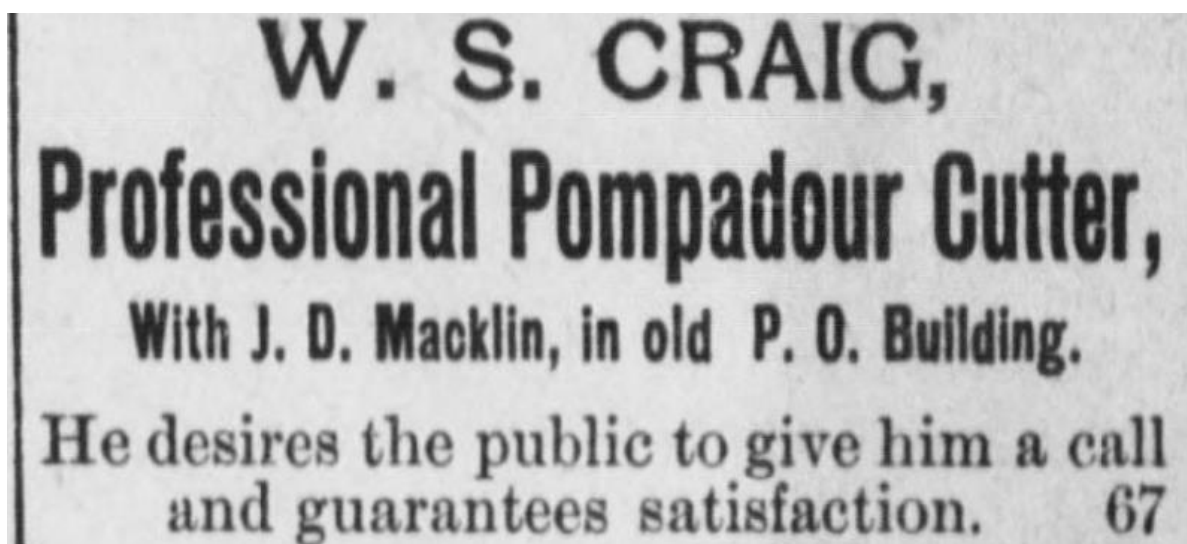 W. S. CRAIG,
Professional Pompadour Cutter,
With J. D. Macklin, in old P. O. Building.
He desires the public to give him a call
and guarantees satisfaction. 67